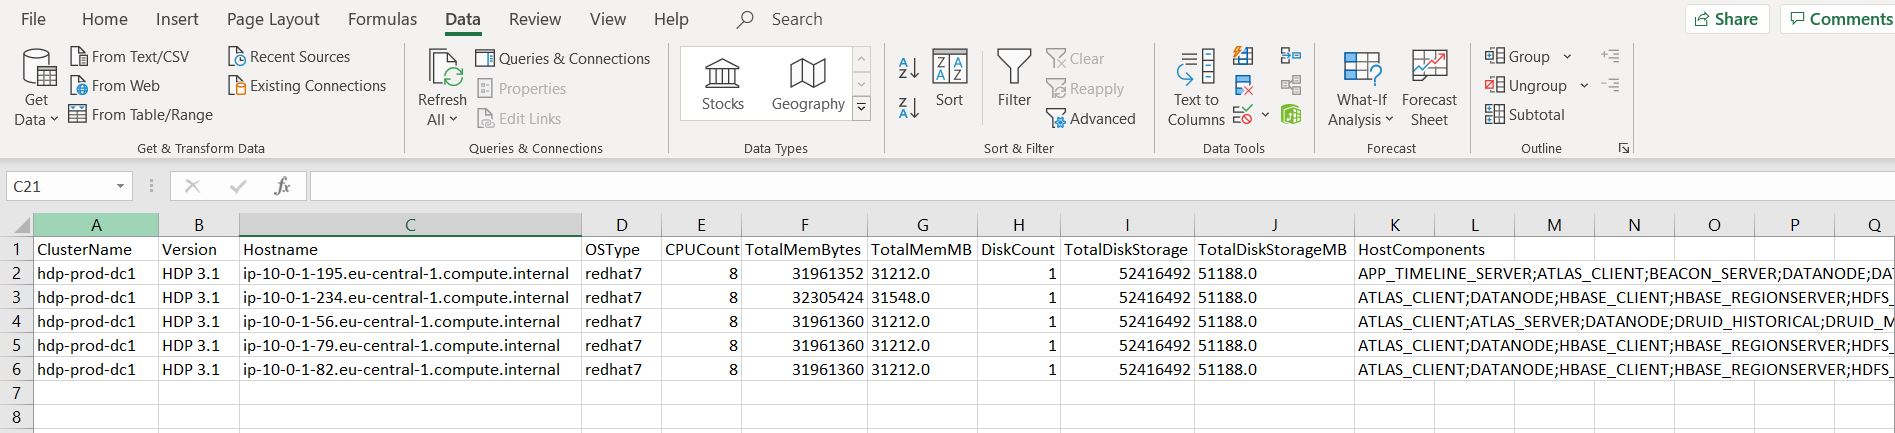 File Home Insert Page Layout Formulas Data Review View Help Search Share Comments
From Text/CSV Recent Sources Queries & Connections Clear Group
From Web Existing Connections Properties Reapply Ungroup
From Table/Range Edit Links Advanced Subtotal
Get Data Refresh All Stocks Geography Sort Filter Text to Columns What-If Analysis Forecast Sheet
Get & Transform Data Queries & Connections Data Types Sort & Filter Data Tools Forecast Outline
C21 fx
A B C D E F G H I J K L M N O P Q
1 ClusterName Version Hostname OSType CPUCount TotalMemBytes TotalMemMB DiskCount TotalDiskStorage TotalDiskStorageMB HostComponents
2 hdp-prod-dc1 HDP 3.1 ip-10-0-1-195.eu-central-1.compute.internal redhat7 8 31961352 31212.0 1 52416492 51188.0 APP_TIMELINE_SERVER;ATLAS_CLIENT;BEACON_SERVER;DATANODE;DAT
3 hdp-prod-dc1 HDP 3.1 ip-10-0-1-234.eu-central-1.compute.internal redhat7 8 32305424 31548.0 1 52416492 51188.0 ATLAS_CLIENT;DATANODE;HBASE_CLIENT;HBASE_REGIONSERVER;HDFS_
4 hdp-prod-dc1 HDP 3.1 ip-10-0-1-56.eu-central-1.compute.internal redhat7 8 31961360 31212.0 1 52416492 51188.0 ATLAS_CLIENT;ATLAS_SERVER;DATANODE;DRUID_HISTORICAL;DRUID_M
5 hdp-prod-dc1 HDP 3.1 ip-10-0-1-79.eu-central-1.compute.internal redhat7 8 31961360 31212.0 1 52416492 51188.0 ATLAS_CLIENT;DATANODE;HBASE_CLIENT;HBASE_REGIONSERVER;HDFS_
6 hdp-prod-dc1 HDP 3.1 ip-10-0-1-82.eu-central-1.compute.internal redhat7 8 31961360 31212.0 1 52416492 51188.0 ATLAS_CLIENT;DATANODE;HBASE_CLIENT;HBASE_REGIONSERVER;HDFS_
7
8